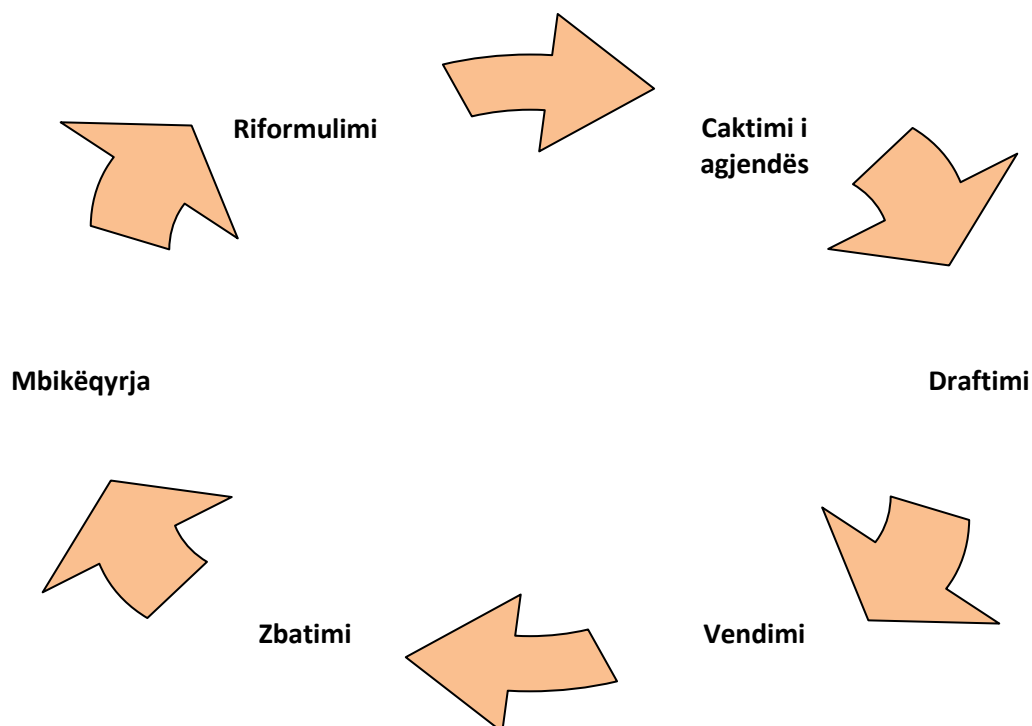 Riformulimi
Caktimi i
agjendës
Mbikëqyrja
Draftimi
Zbatimi
Vendimi